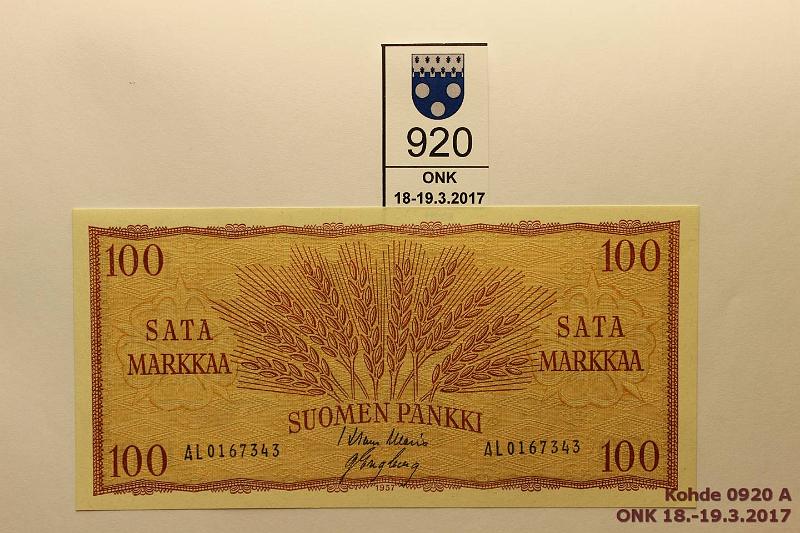 920
ONK
18-19.3.2017
100
100
SATA
MARKKAA
SATA
MARKKAA
SUOMEN PANKKI
100
AL0167343
AL0167343
100
1957
Kohde 0920 A
ONK 18.-19.3.2017